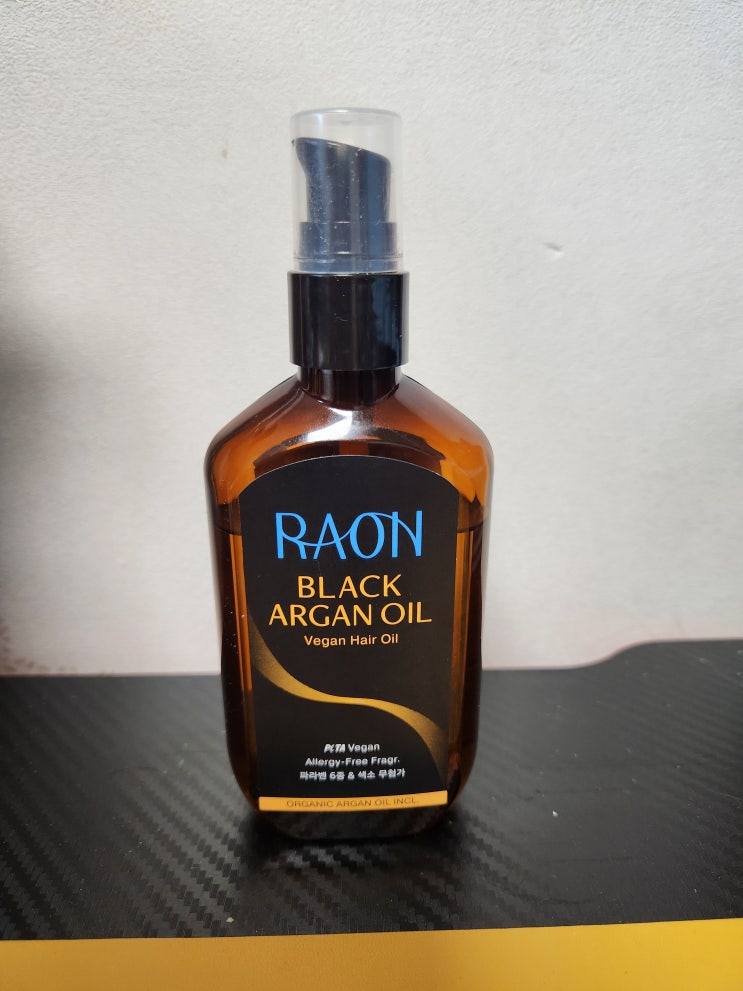 RAON
BLACK
ARGAN OIL
Vegan Hair Oil
PETA Vegan
Allergy-Free Fragr.
파라벤 6종 & 색소 무첨가
ORGANIC ARGAN OIL INCL.